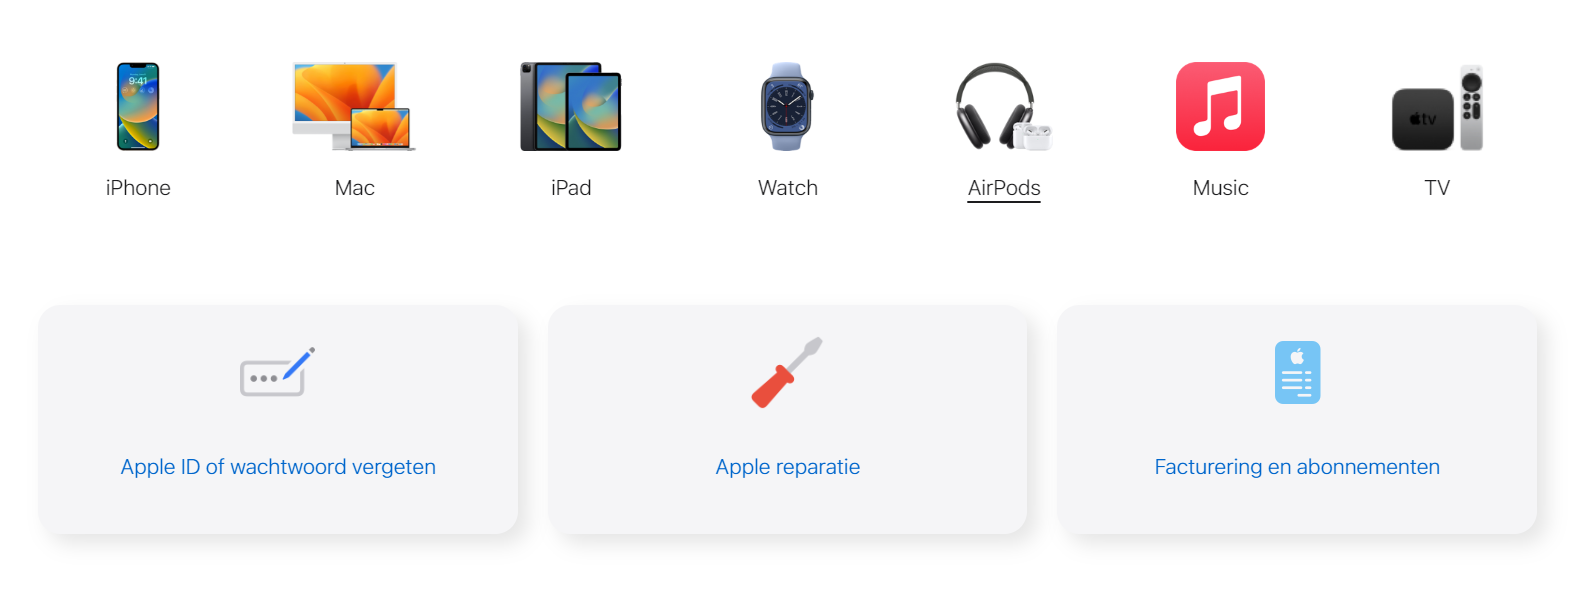 9:41
tv
iPhone
Mac
iPad
Watch
AirPods
Music
TV
Apple ID of wachtwoord vergeten
Apple reparatie
Facturering en abonnementen